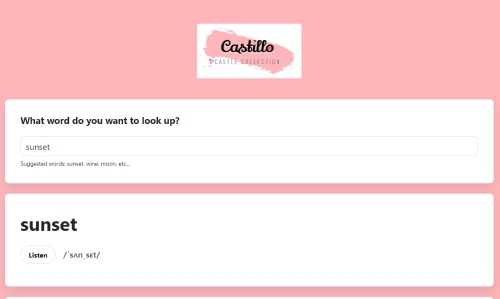 Castillo
CASTLE COLLECTION
What word do you want to look up?
sunset
Suggested words: sunset, wine, moon, etc...
sunset
Listen /ˈsʌnˌsɛt/